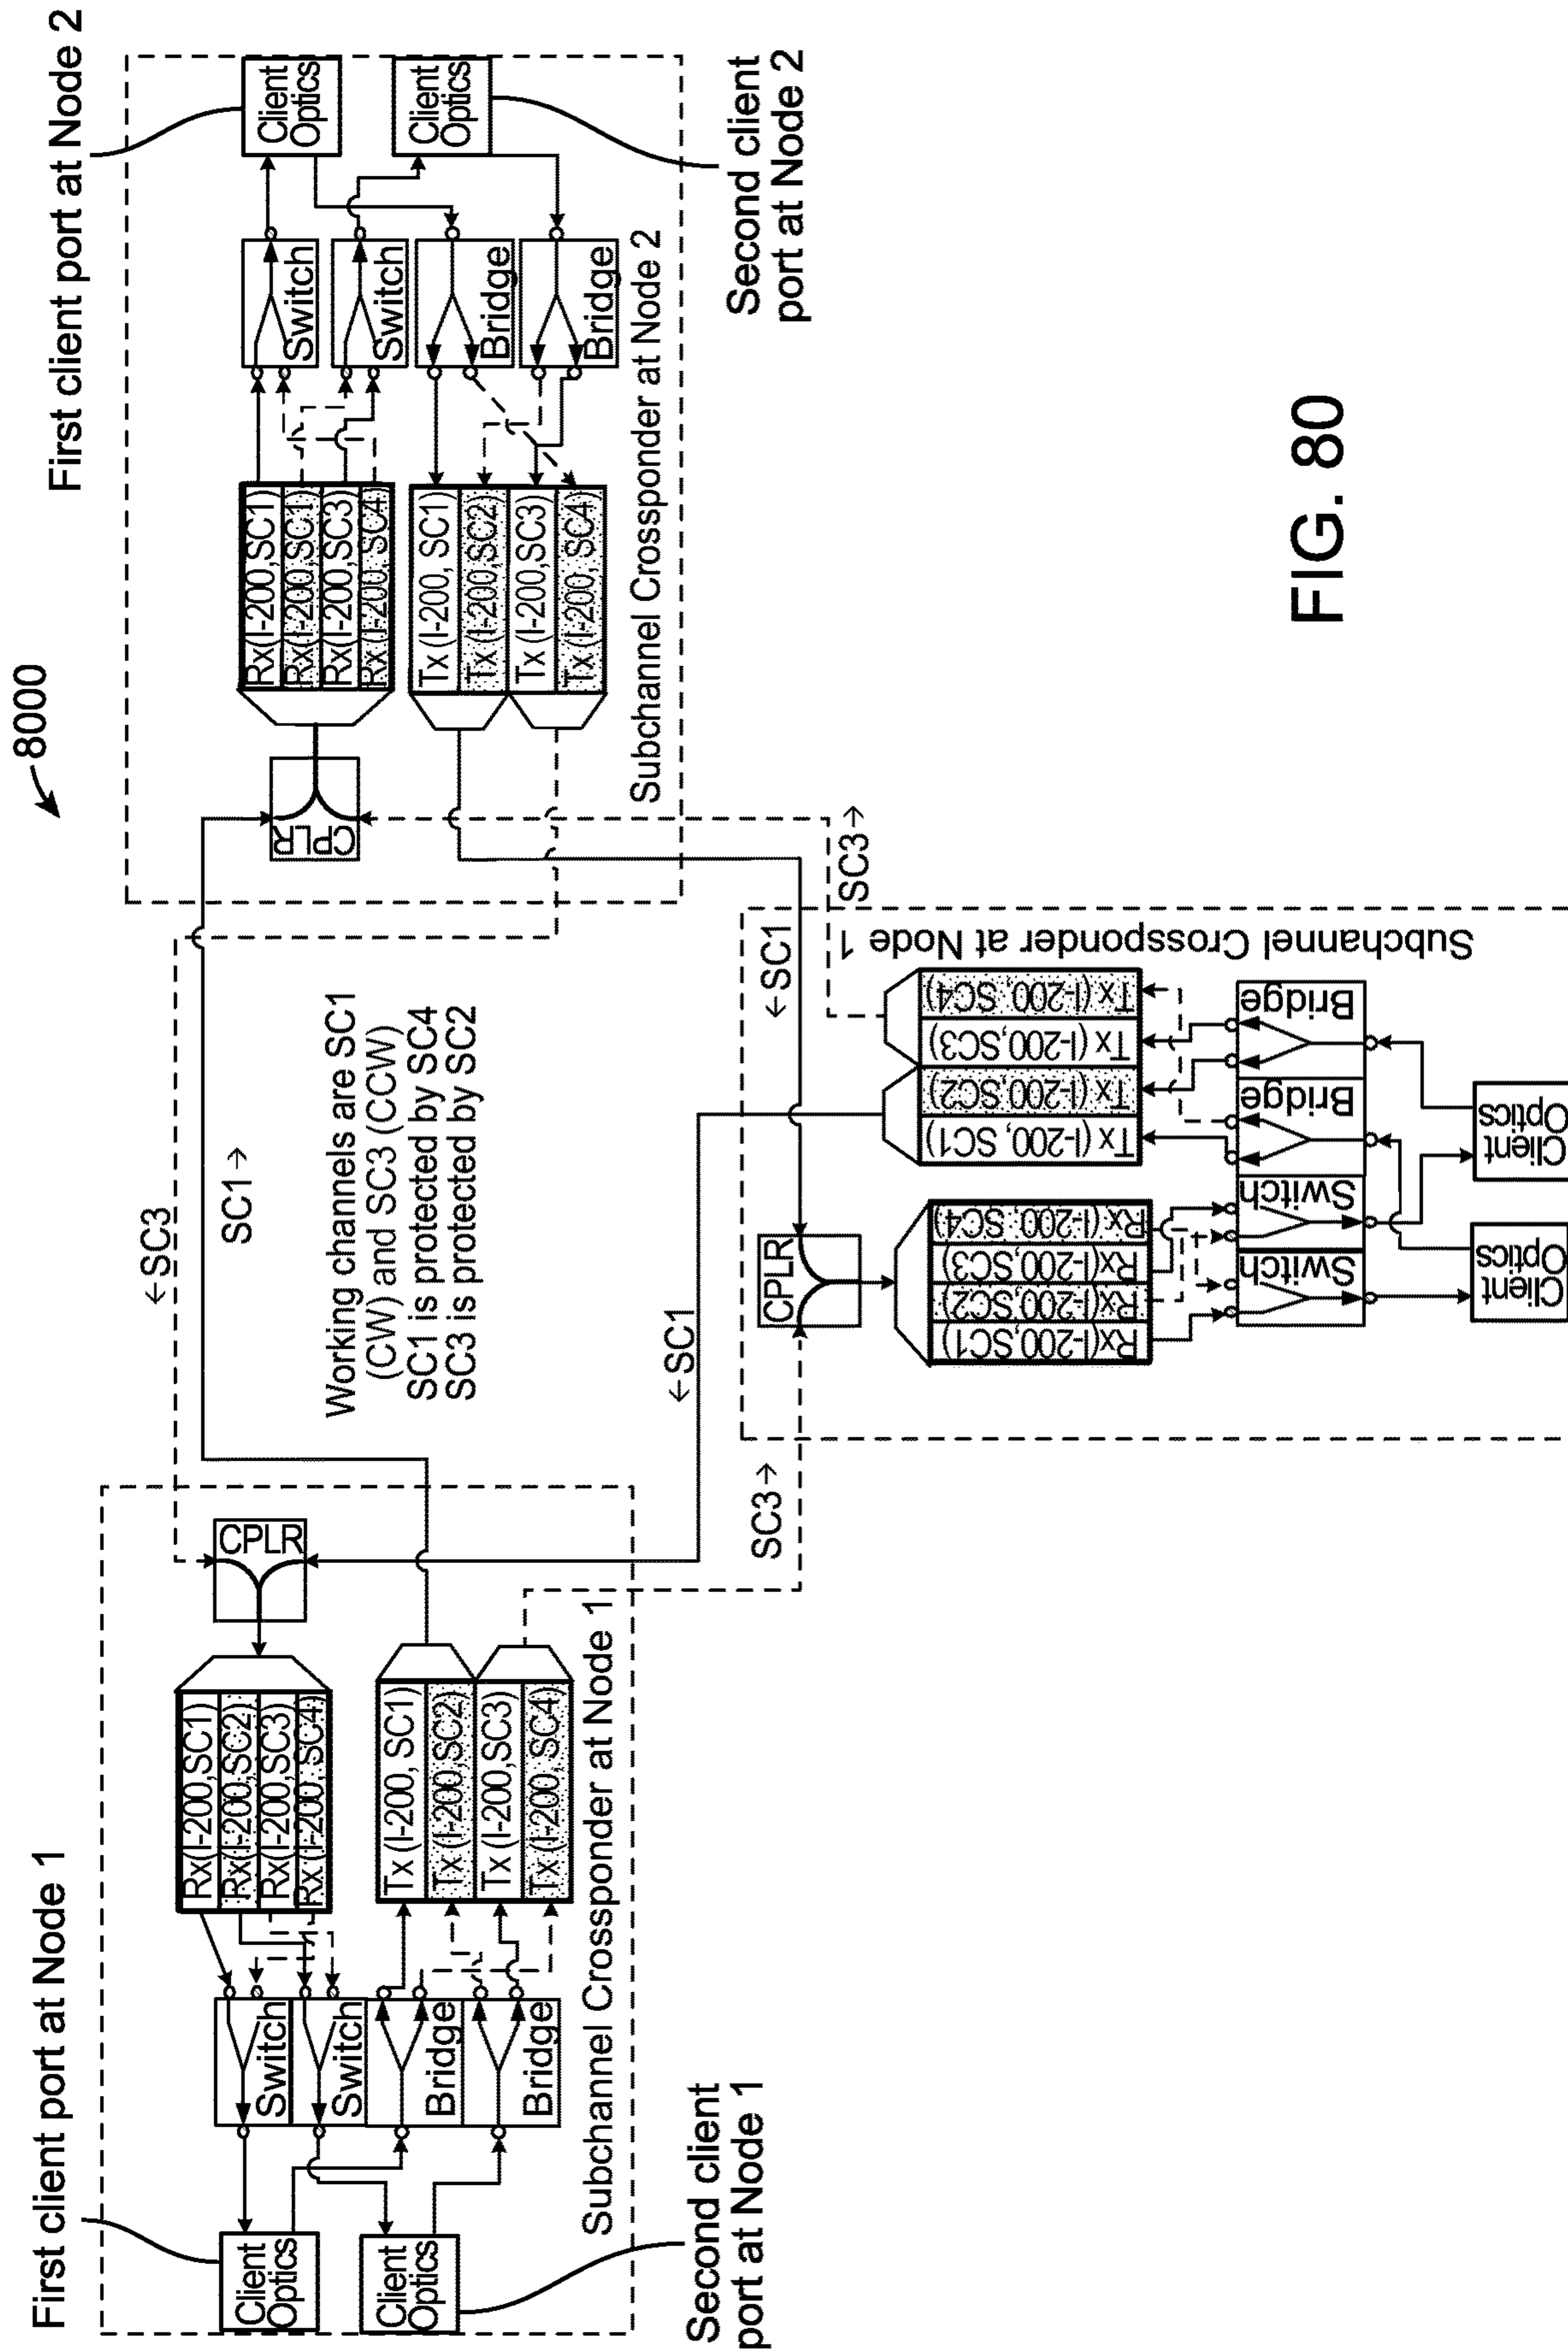 8000
First client port at Node 1
First client port at Node 2
←SC3
SC1→
Working channels are SC1
(CW) and SC3 (CCW)
SC1 is protected by SC4
SC3 is protected by SC2
Client
Optics
Client
Optics
Switch
Switch
Bridge
Bridge
Rx(I-200,SC1)
Rx(I-200,SC2)
Rx(I-200,SC3)
Rx(I-200,SC4)
Tx (I-200, SC1)
Tx (I-200,SC2)
Tx (I-200,SC3)
Tx (I-200, SC4)
CPLR
Subchannel Crossponder at Node 1
Second client
port at Node 1
CPLR
Rx(I-200,SC1)
Rx(I-200,SC1)
Rx(I-200,SC3)
Rx (I-200,SC4)
Tx (I-200, SC1)
Tx (I-200,SC2)
Tx (I-200,SC3)
Tx (I-200, SC4)
Switch
Switch
Bridge
Bridge
Client
Optics
Client
Optics
Subchannel Crossponder at Node 2
Second client
port at Node 2
←SC1
SC3→
←SC1
SC3→
CPLR
Rx(I-200,SC1)
Rx(I-200,SC2)
Rx(I-200,SC3)
Rx(I-200,SC4)
Tx (I-200, SC1)
Tx (I-200,SC2)
Tx (I-200,SC3)
Tx (I-200, SC4)
Switch
Switch
Bridge
Bridge
Client
Optics
Client
Optics
Subchannel Crossponder at Node 1
FIG. 80